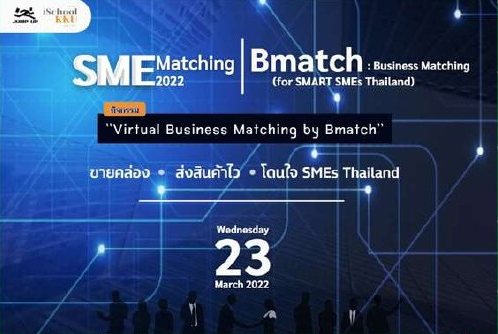 JUMP UP
iSchool
KKU
SME Matching
2022
Bmatch : Business Matching
(for SMART SMEs Thailand)
กิจกรรม
"Virtual Business Matching by Bmatch"
ขายคล่อง • ส่งสินค้าไว • โดนใจ SMEs Thailand
Wednesday
23
March 2022